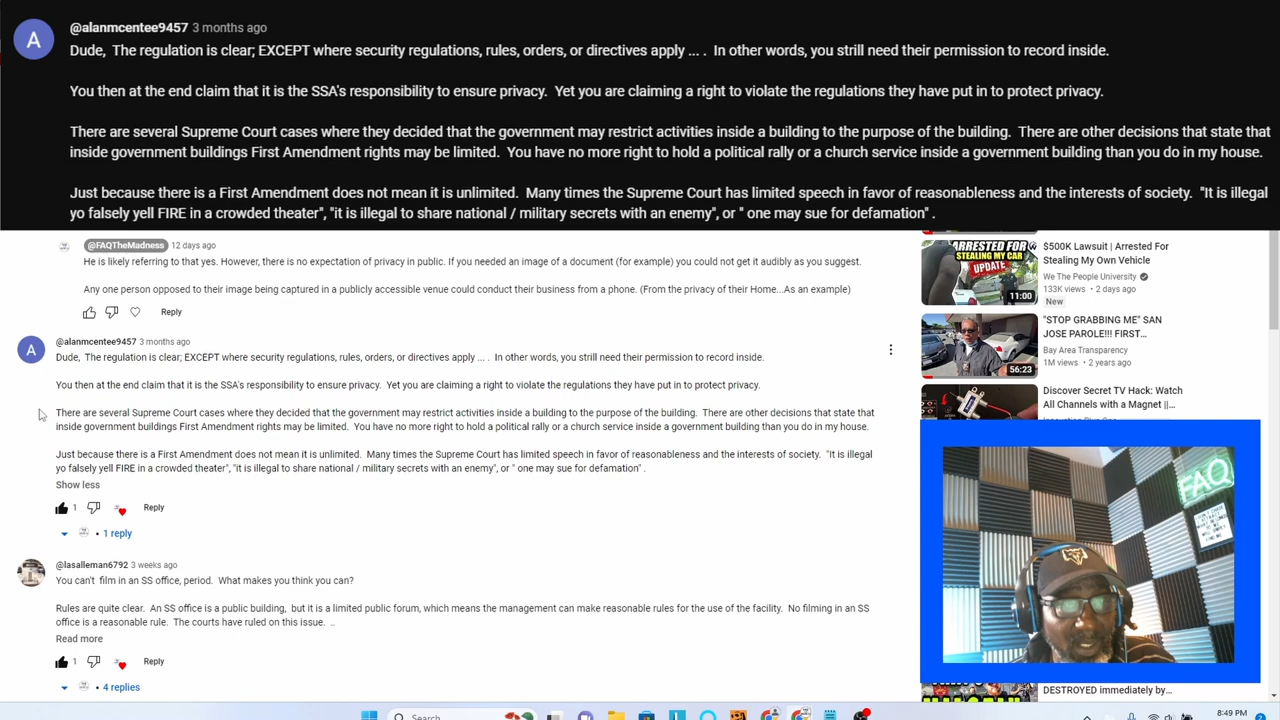 A
@alanmcentee9457 3 months ago
Dude, The regulation is clear; EXCEPT where security regulations, rules, orders, or directives apply ... . In other words, you strill need their permission to record inside.
You then at the end claim that it is the SSA's responsibility to ensure privacy. Yet you are claiming a right to violate the regulations they have put in to protect privacy.
There are several Supreme Court cases where they decided that the government may restrict activities inside a building to the purpose of the building. There are other decisions that state that
inside government buildings First Amendment rights may be limited. You have no more right to hold a political rally or a church service inside a government building than you do in my house.
Just because there is a First Amendment does not mean it is unlimited. Many times the Supreme Court has limited speech in favor of reasonableness and the interests of society. "It is illegal
yo falsely yell FIRE in a crowded theater", "it is illegal to share national / military secrets with an enemy", or " one may sue for defamation" .
@FAQTheMadness 12 days ago
He is likely referring to that yes. However, there is no expectation of privacy in public. If you needed an image of a document (for example) you could not get it audibly as you suggest.
Any one person opposed to their image being captured in a publicly accessible venue could conduct their business from a phone. (From the privacy of their Home...As an example)
Reply
A
@alanmcentee9457 3 months ago
Dude, The regulation is clear; EXCEPT where security regulations, rules, orders, or directives apply ... . In other words, you strill need their permission to record inside.
You then at the end claim that it is the SSA's responsibility to ensure privacy. Yet you are claiming a right to violate the regulations they have put in to protect privacy.
There are several Supreme Court cases where they decided that the government may restrict activities inside a building to the purpose of the building. There are other decisions that state that
inside government buildings First Amendment rights may be limited. You have no more right to hold a political rally or a church service inside a government building than you do in my house.
Just because there is a First Amendment does not mean it is unlimited. Many times the Supreme Court has limited speech in favor of reasonableness and the interests of society. "It is illegal
yo falsely yell FIRE in a crowded theater", "it is illegal to share national / military secrets with an enemy", or " one may sue for defamation" .
Show less
1 Reply
• 1 reply
@lasalleman6792 3 weeks ago
You can't film in an SS office, period. What makes you think you can?
Rules are quite clear. An SS office is a public building, but it is a limited public forum, which means the management can make reasonable rules for the use of the facility. No filming in an SS
office is a reasonable rule. The courts have ruled on this issue. ..
Read more
1 Reply
• 4 replies
ARRESTED FOR
STEALING MY CAR
UPDATE
11:00
$500K Lawsuit | Arrested For
Stealing My Own Vehicle
We The People University
133K views • 2 days ago
New
56:23
"STOP GRABBING ME" SAN
JOSE PAROLE!!! FIRST...
Bay Area Transparency
1M views • 2 years ago
Discover Secret TV Hack: Watch
All Channels with a Magnet ||...
FAQ
DESTROYED immediately by...
Search
8:49 PM